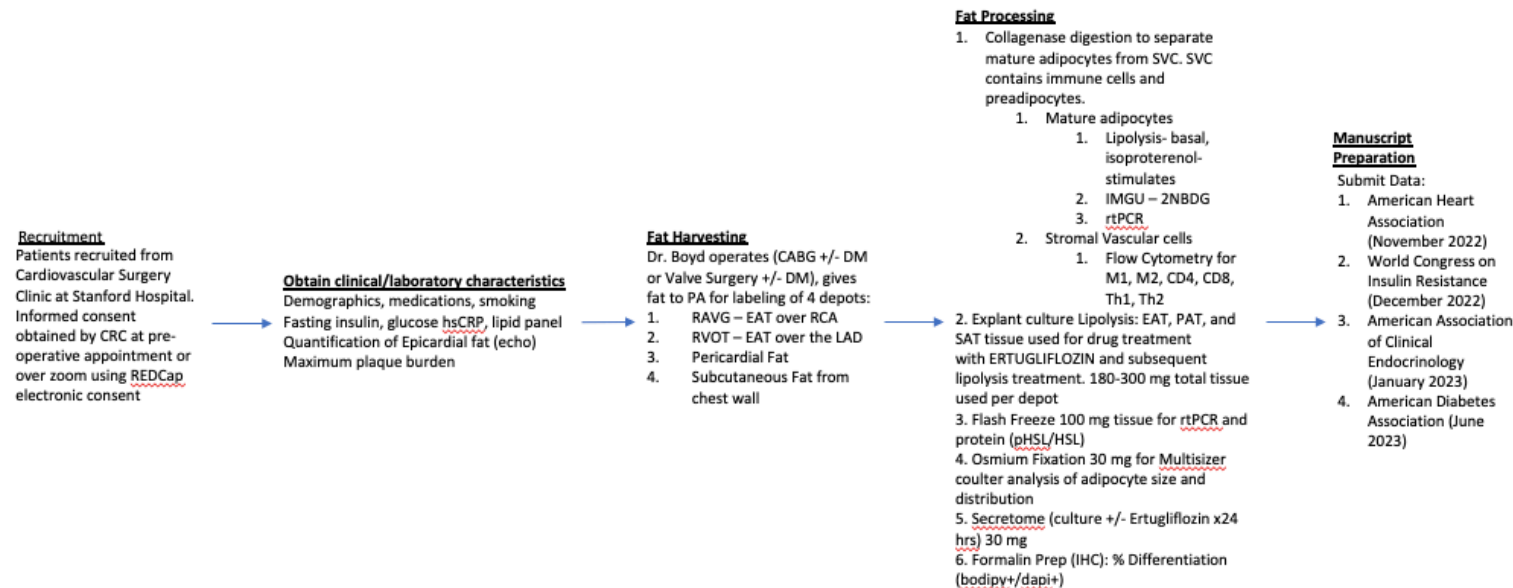 Recruitment
Patients recruited from
Cardiovascular Surgery
Clinic at Stanford Hospital.
Informed consent
obtained by CRC at pre-
operative appointment or
over zoom using REDCap
electronic consent
Obtain clinical/laboratory characteristics
Demographics, medications, smoking
Fasting insulin, glucose hsCRP, lipid panel
Quantification of Epicardial fat (echo)
Maximum plaque burden
Fat Harvesting
Dr. Boyd operates (CABG +/- DM
or Valve Surgery +/- DM), gives
fat to PA for labeling of 4 depots:
1. RAVG – EAT over RCA
2. RVOT – EAT over the LAD
3. Pericardial Fat
4. Subcutaneous Fat from
chest wall
Fat Processing
1. Collagenase digestion to separate
mature adipocytes from SVC. SVC
contains immune cells and
preadipocytes.
1. Mature adipocytes
1. Lipolysis- basal,
isoproterenol-
stimulates
2. IMGU – 2NBDG
3. rtPCR
2. Stromal Vascular cells
1. Flow Cytometry for
M1, M2, CD4, CD8,
Th1, Th2
2. Explant culture Lipolysis: EAT, PAT, and
SAT tissue used for drug treatment
with ERTUGLIFLOZIN and subsequent
lipolysis treatment. 180-300 mg total tissue
used per depot
3. Flash Freeze 100 mg tissue for rtPCR and
protein (pHSL/HSL)
4. Osmium Fixation 30 mg for Multisizer
coulter analysis of adipocyte size and
distribution
5. Secretome (culture +/- Ertugliflozin x24
hrs) 30 mg
6. Formalin Prep (IHC): % Differentiation
(bodipy+/dapi+)
Manuscript
Preparation
Submit Data:
1. American Heart
Association
(November 2022)
2. World Congress on
Insulin Resistance
(December 2022)
3. American Association
of Clinical
Endocrinology
(January 2023)
4. American Diabetes
Association (June
2023)